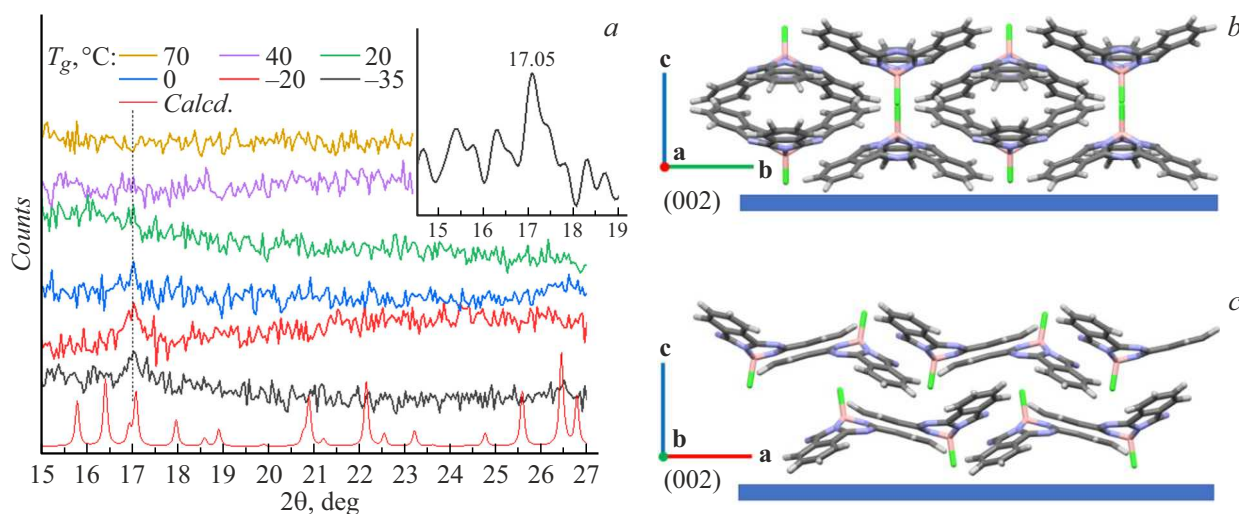 a
T_g, °C: 70 40 20
0 –20 –35
Calcd.
17.05
15 16 17 18 19
Counts
15 16 17 18 19 20 21 22 23 24 25 26 27
2θ, deg
b
c
a
b
(002)
c
c
b
a
(002)